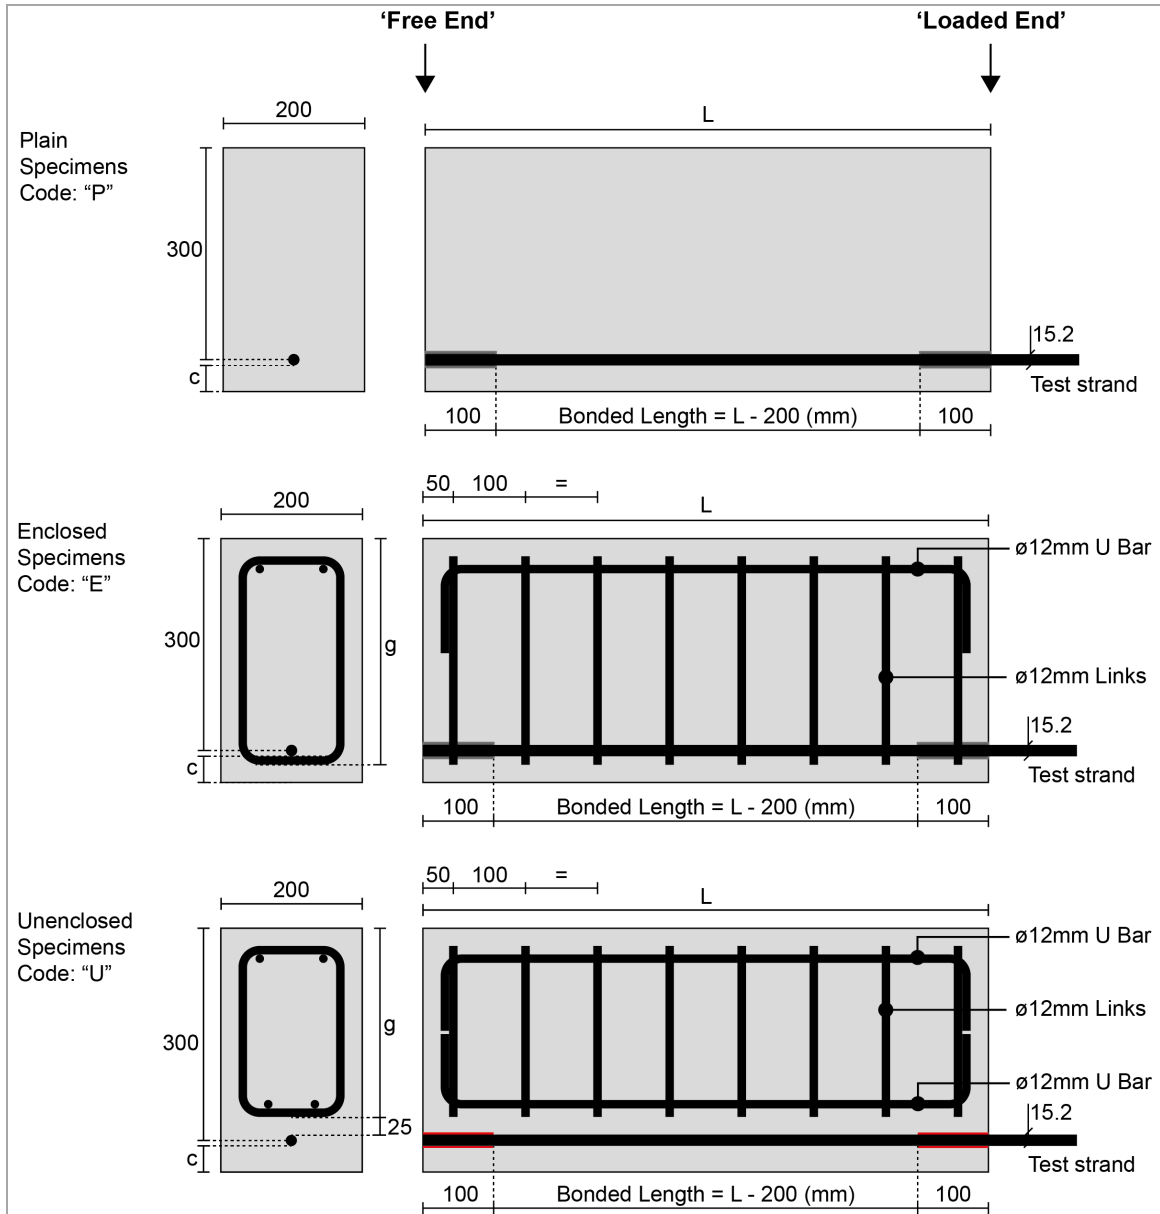 ‘Free End’
‘Loaded End’
200
L
Plain
Specimens
Code: “P”
300
c
15.2
Test strand
100
Bonded Length = L - 200 (mm)
100
50
100
=
200
L
Enclosed
Specimens
Code: “E”
ø12mm U Bar
300
g
ø12mm Links
15.2
c
Test strand
100
Bonded Length = L - 200 (mm)
100
50
100
=
200
L
Unenclosed
Specimens
Code: “U”
ø12mm U Bar
g
ø12mm Links
300
ø12mm U Bar
15.2
25
c
Test strand
100
Bonded Length = L - 200 (mm)
100